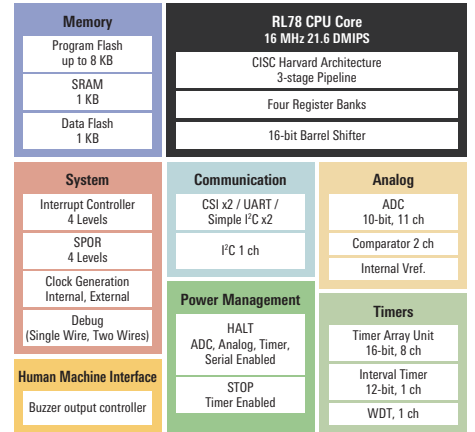 Memory
Program Flash
up to 8 KB
SRAM
1 KB
Data Flash
1 KB
RL78 CPU Core
16 MHz 21.6 DMIPS
CISC Harvard Architecture
3-stage Pipeline
Four Register Banks
16-bit Barrel Shifter
System
Interrupt Controller
4 Levels
SPOR
4 Levels
Clock Generation
Internal, External
Debug
(Single Wire, Two Wires)
Human Machine Interface
Buzzer output controller
Communication
CSI x2 / UART /
Simple I²C x2
I²C 1 ch
Power Management
HALT
ADC, Analog, Timer,
Serial Enabled
STOP
Timer Enabled
Analog
ADC
10-bit, 11 ch
Comparator 2 ch
Internal Vref.
Timers
Timer Array Unit
16-bit, 8 ch
Interval Timer
12-bit, 1 ch
WDT, 1 ch